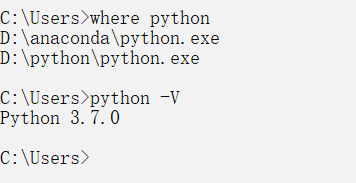 C:\Users>where python
D:\anaconda\python.exe
D:\python\python.exe
C:\Users>python -V
Python 3.7.0
C:\Users>